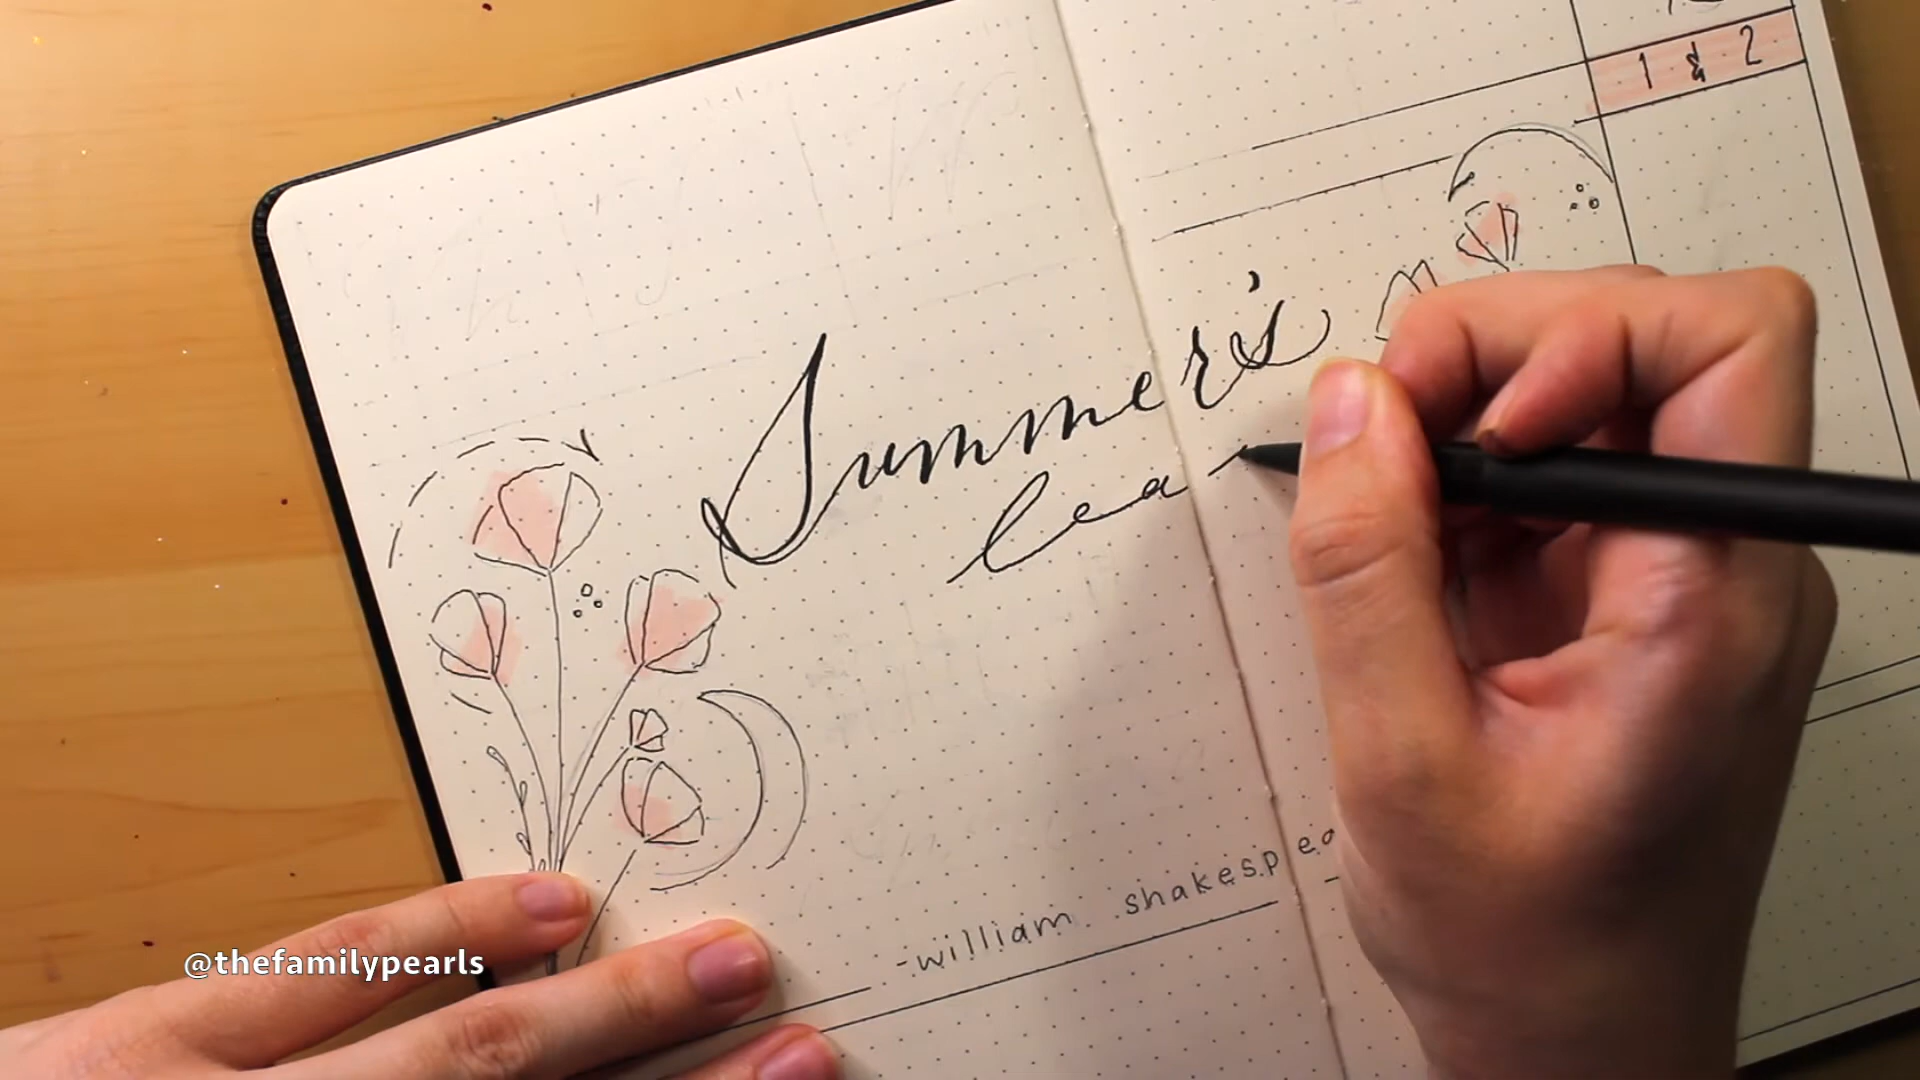 1 & 2
Summer's
lea
-william shakespea
@thefamilypearls